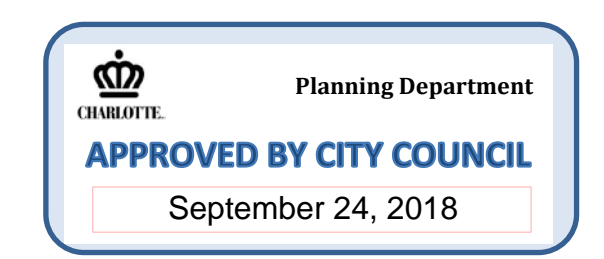 Planning Department
CHARLOTTE.
APPROVED BY CITY COUNCIL
September 24, 2018